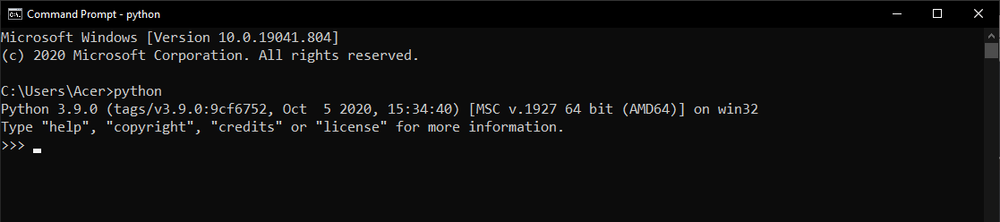 Command Prompt - python
Microsoft Windows [Version 10.0.19041.804]
(c) 2020 Microsoft Corporation. All rights reserved.
C:\Users\Acer>python
Python 3.9.0 (tags/v3.9.0:9cf6752, Oct  5 2020, 15:34:40) [MSC v.1927 64 bit (AMD64)] on win32
Type "help", "copyright", "credits" or "license" for more information.
>>>